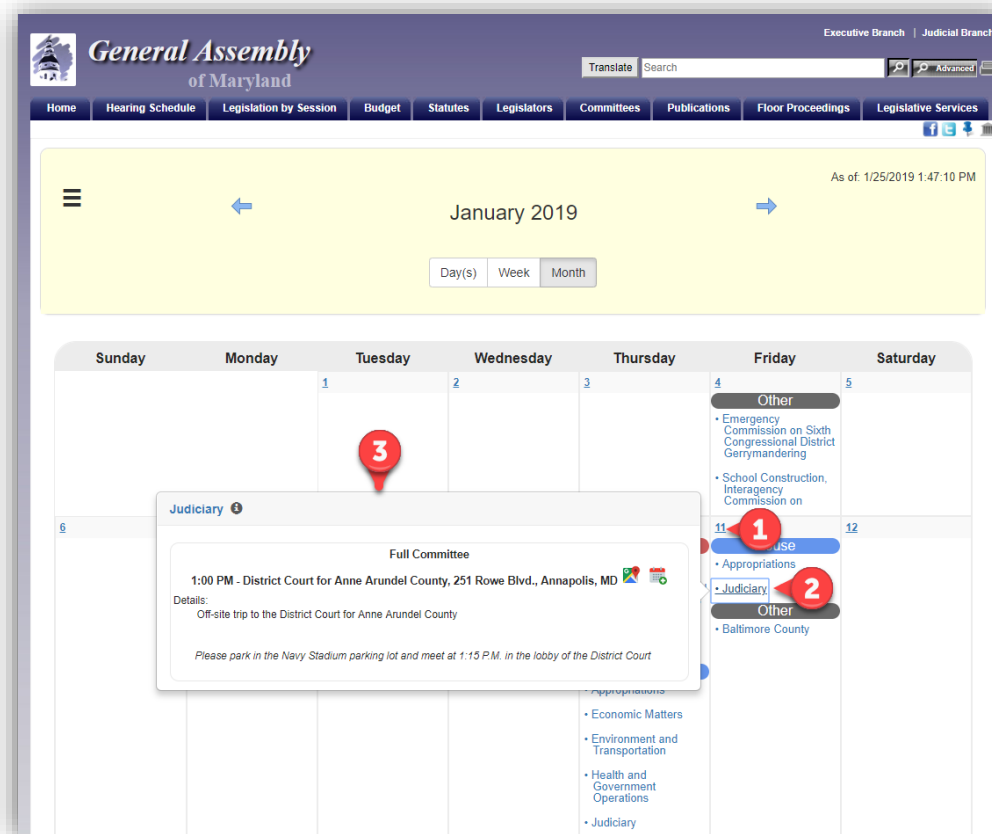 Executive Branch | Judicial Branch
General Assembly
of Maryland
Translate Search Advanced
Home Hearing Schedule Legislation by Session Budget Statutes Legislators Committees Publications Floor Proceedings Legislative Services
As of: 1/25/2019 1:47:10 PM
January 2019
Day(s) Week Month
Sunday Monday Tuesday Wednesday Thursday Friday Saturday
1 2 3 4 5
Other
• Emergency
Commission on Sixth
Congressional District
Gerrymandering
• School Construction,
Interagency
Commission on
3
Judiciary
Full Committee
1:00 PM - District Court for Anne Arundel County, 251 Rowe Blvd., Annapolis, MD
Details:
Off-site trip to the District Court for Anne Arundel County
Please park in the Navy Stadium parking lot and meet at 1:15 P.M. in the lobby of the District Court
6 11 12
1
• Appropriations
• Judiciary
2
Other
• Baltimore County
• Appropriations
• Economic Matters
• Environment and
Transportation
• Health and
Government
Operations
• Judiciary